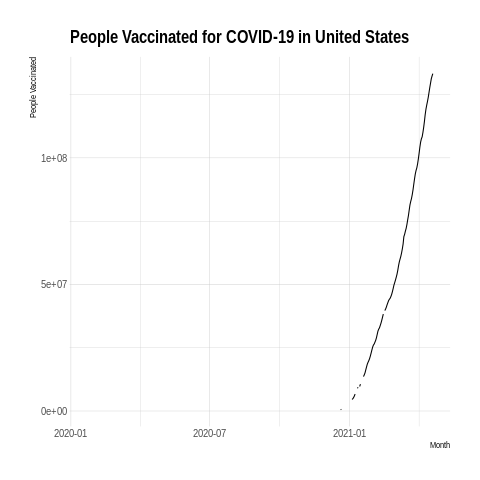 People Vaccinated for COVID-19 in United States
People Vaccinated
1e+08
5e+07
0e+00
2020-01 2020-07 2021-01
Month